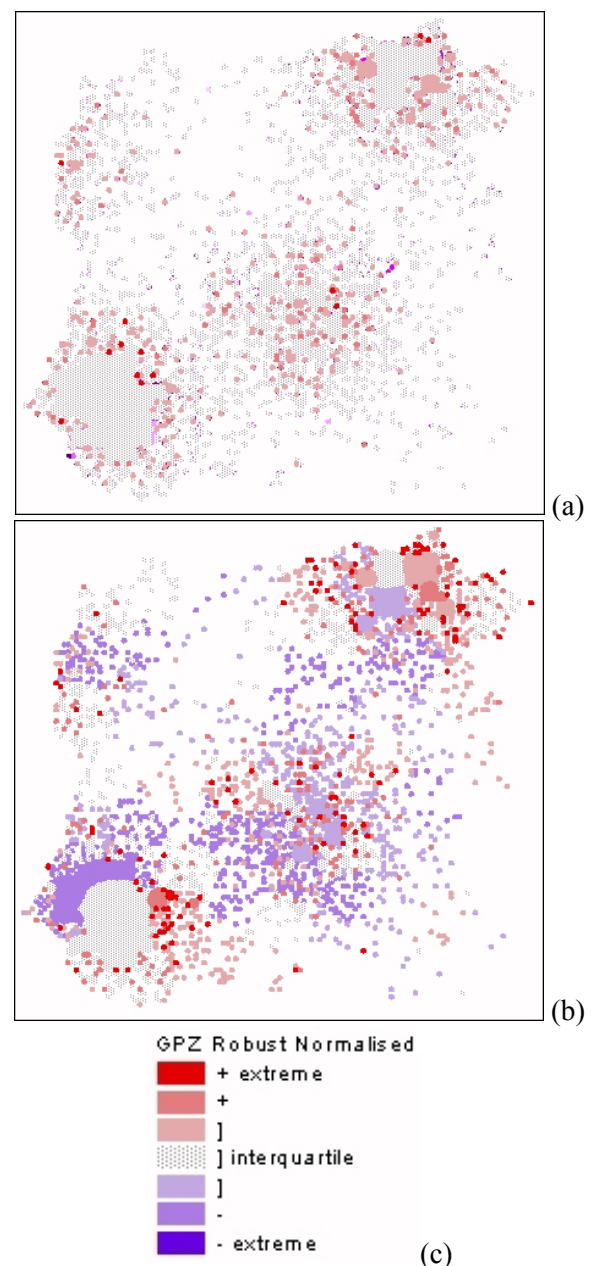 (a)
(b)
GPZ Robust Normalised
+ extreme
+
]
] interquartile
]
-
- extreme
(c)